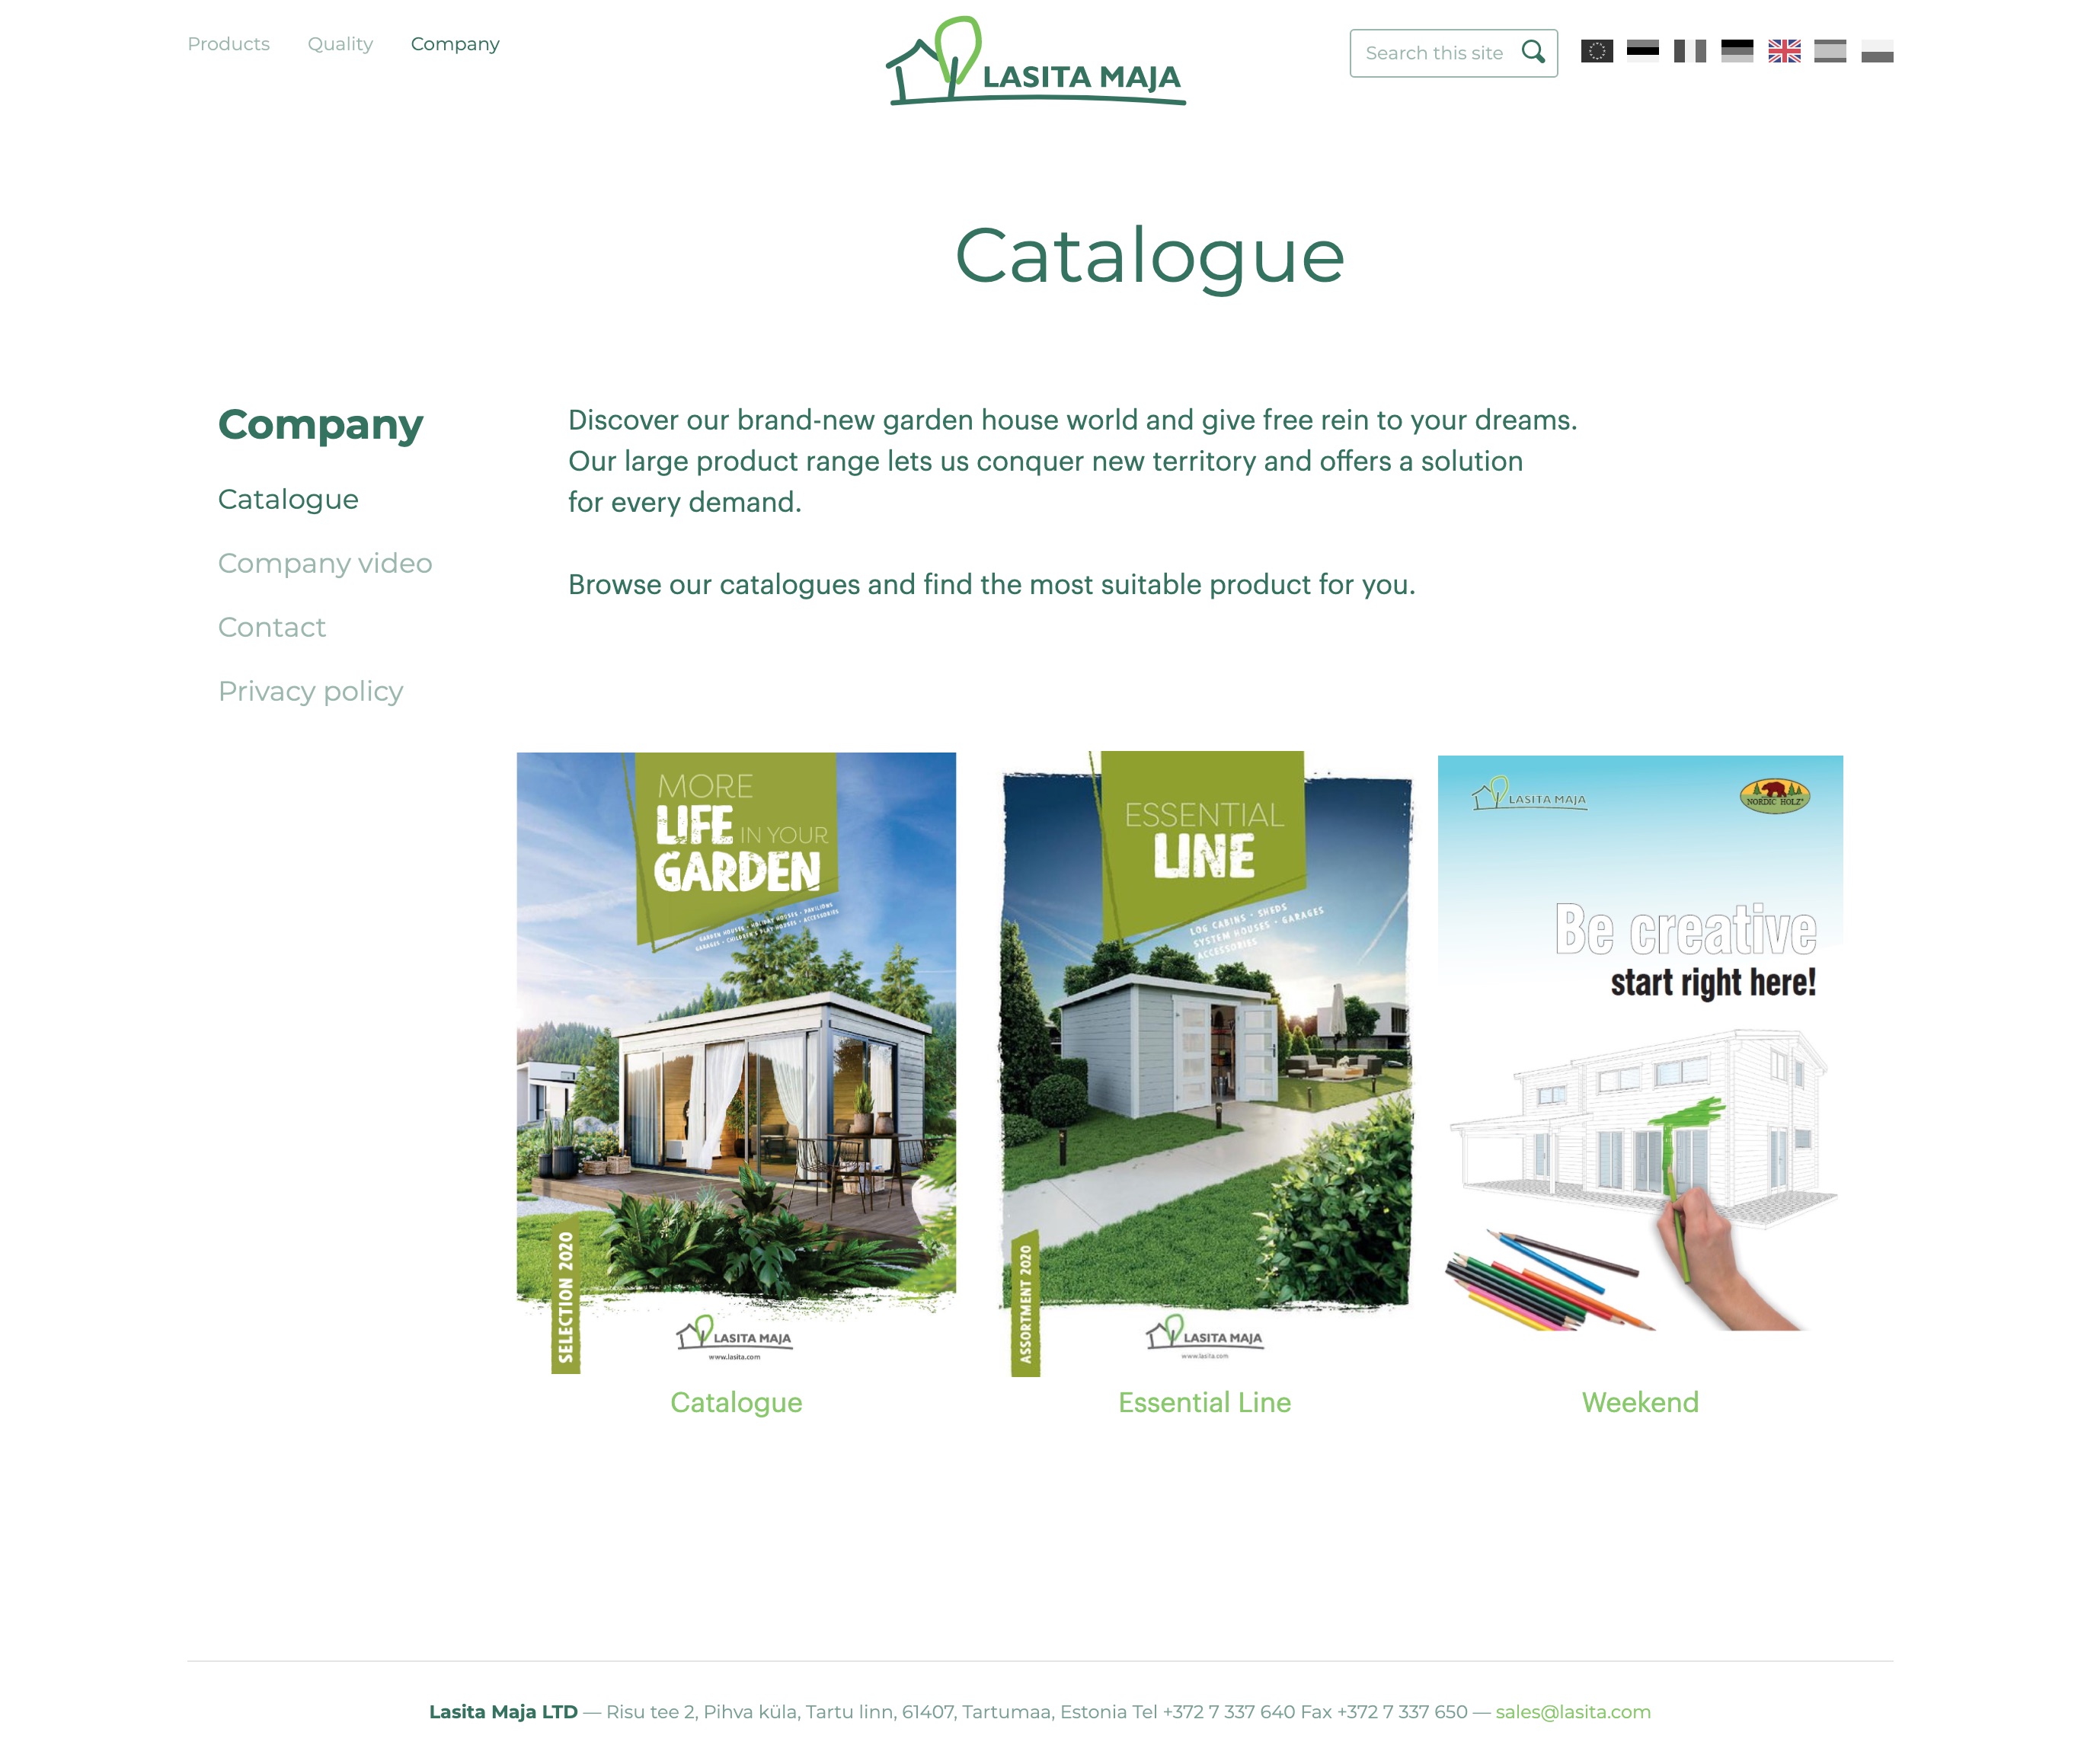 Products
Quality
Company
LASITA MAJA
Search this site
Catalogue
Company
Catalogue
Company video
Contact
Privacy policy
Discover our brand-new garden house world and give free rein to your dreams.
Our large product range lets us conquer new territory and offers a solution
for every demand.
Browse our catalogues and find the most suitable product for you.
MORE
LIFE IN YOUR
GARDEN
GARDEN HOUSES • HOLIDAY HOUSES • PAVILIONS
GARAGES • CHILDREN'S PLAY HOUSES • ACCESSORIES
SELECTION 2020
LASITA MAJA
www.lasita.com
Catalogue
ESSENTIAL
LINE
LOG CABINS • SHEDS
SYSTEM HOUSES • GARAGES
ACCESSORIES
ASSORTMENT 2020
LASITA MAJA
www.lasita.com
Essential Line
LASITA MAJA
NORDIC HOLZ®
Be creative
start right here!
Weekend
Lasita Maja LTD — Risu tee 2, Pihva küla, Tartu linn, 61407, Tartumaa, Estonia Tel +372 7 337 640 Fax +372 7 337 650 — sales@lasita.com